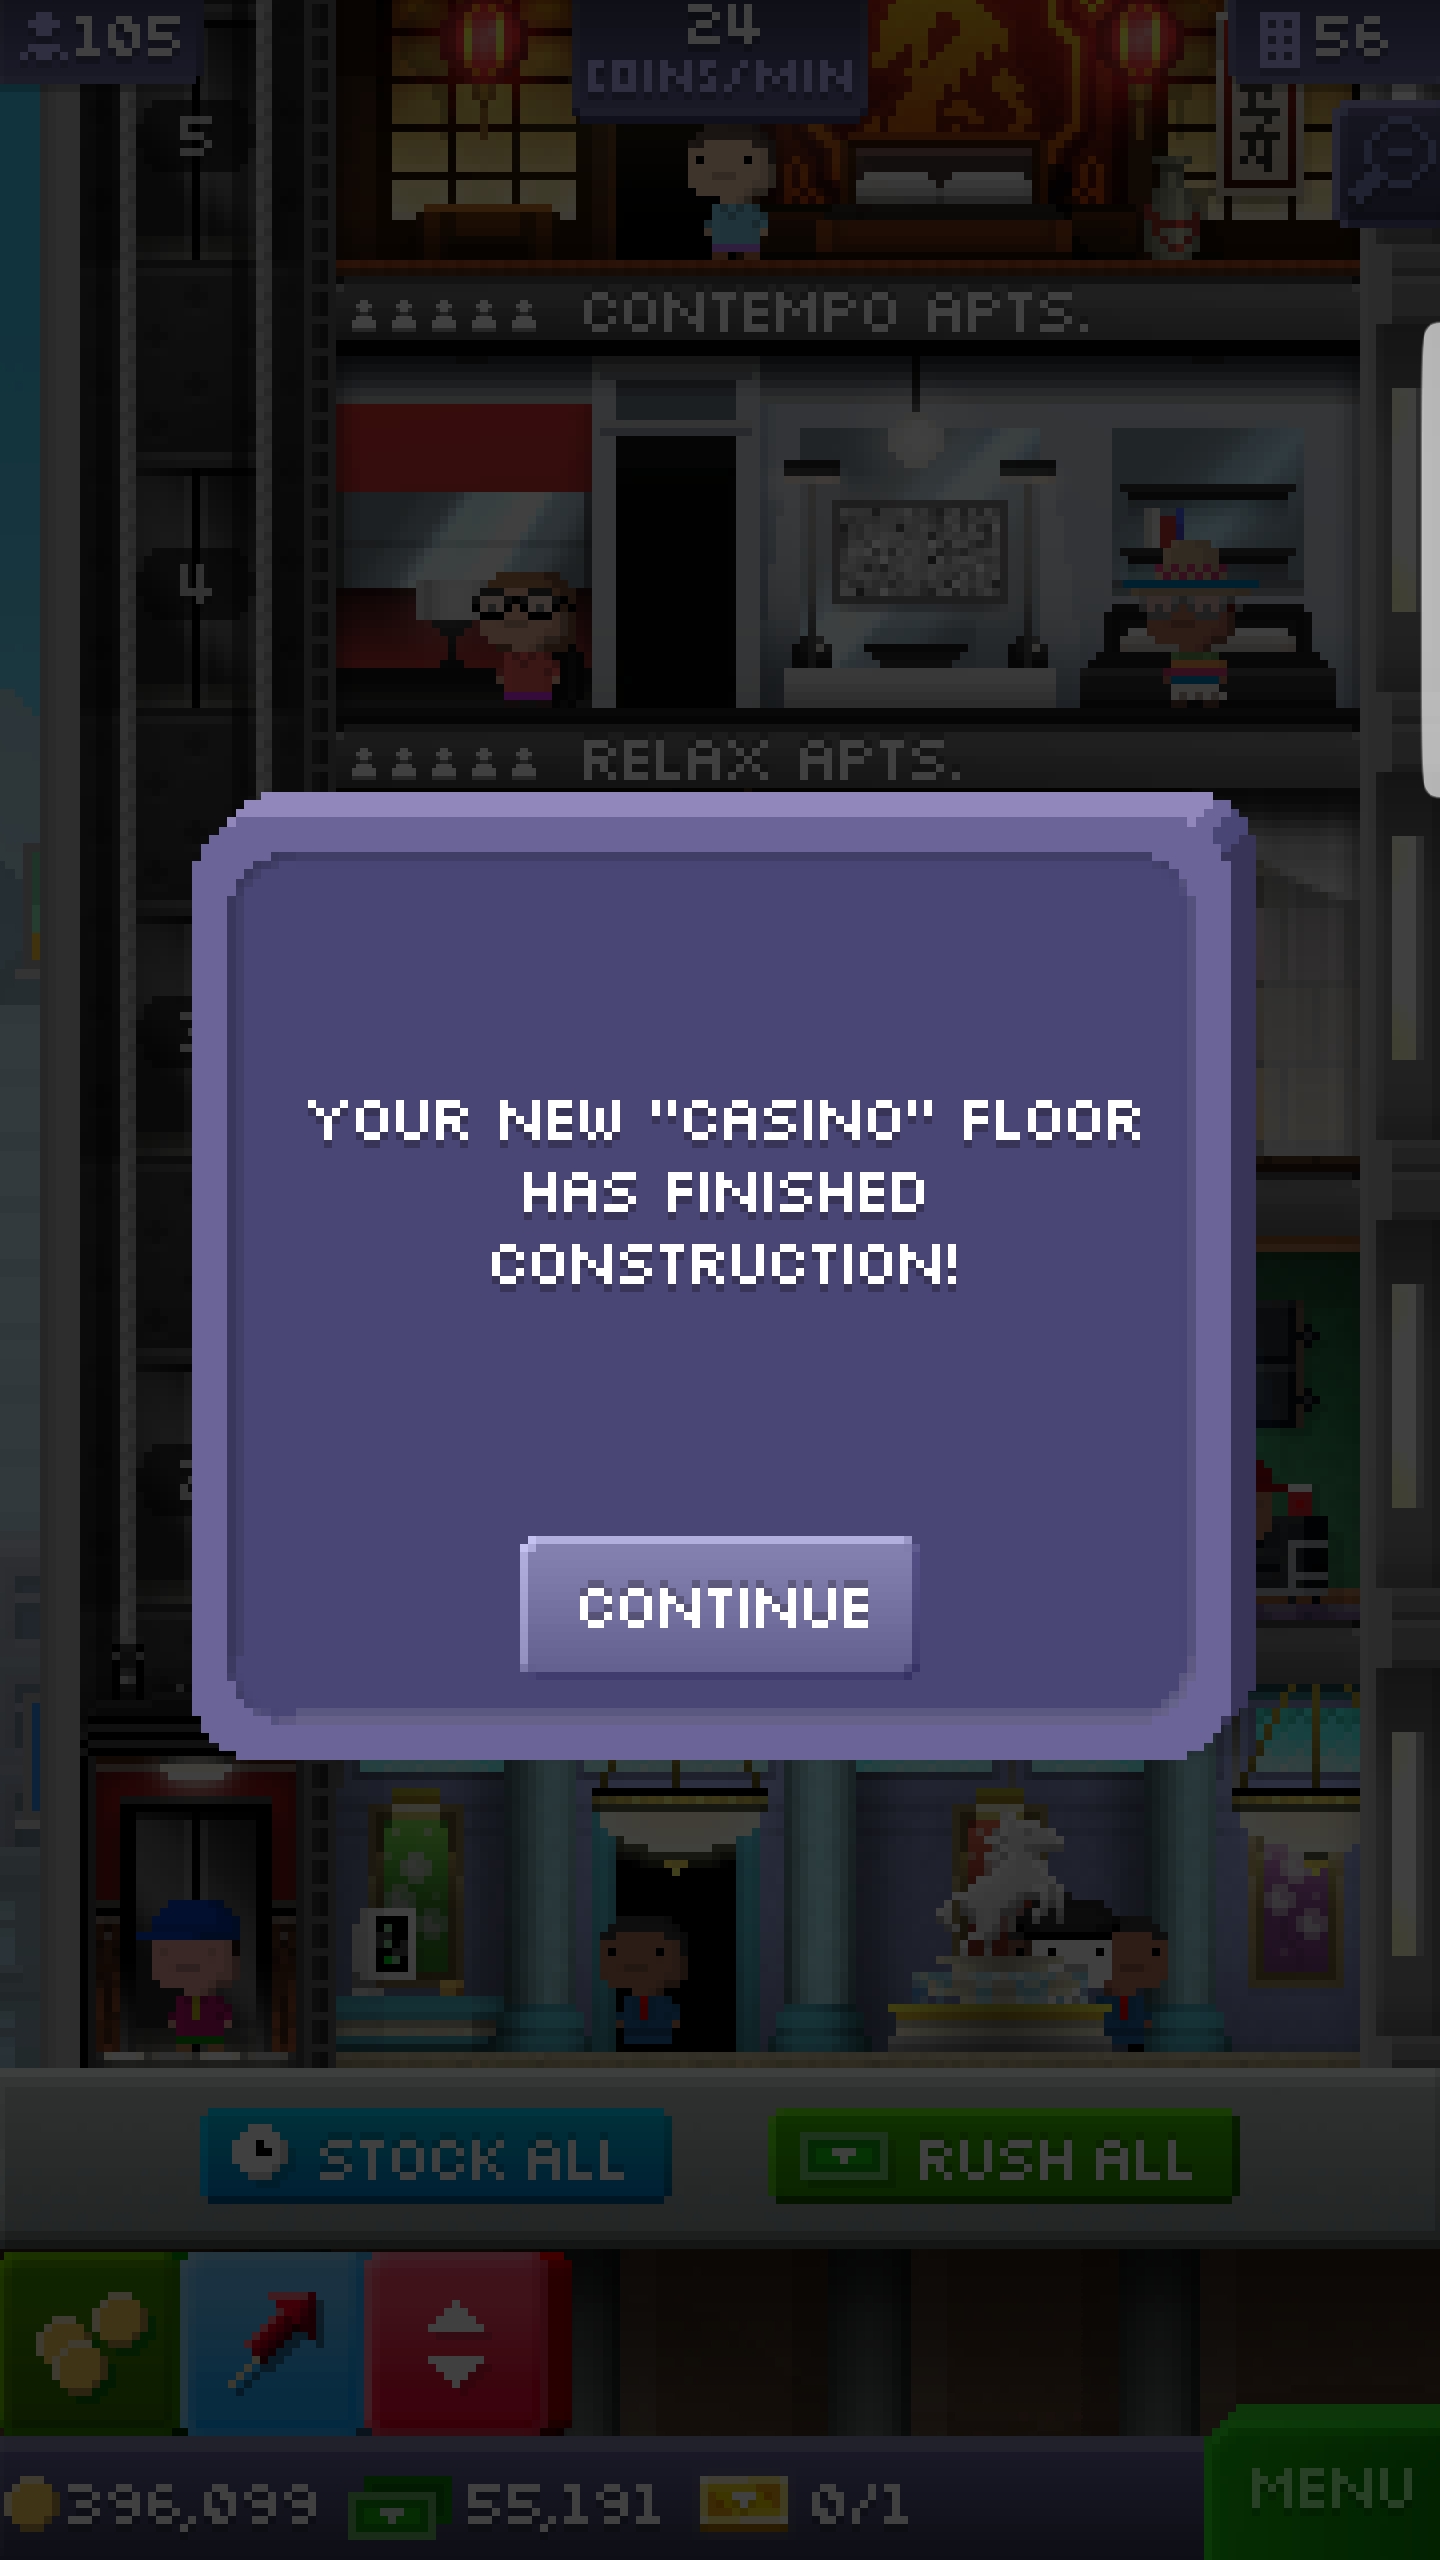 105
24
COINS/MIN
56
5
CONTEMPO APTS.
4
RELAX APTS.
YOUR NEW "CASINO" FLOOR
HAS FINISHED
CONSTRUCTION!
CONTINUE
STOCK ALL
RUSH ALL
396,099
55,191
0/1
MENU